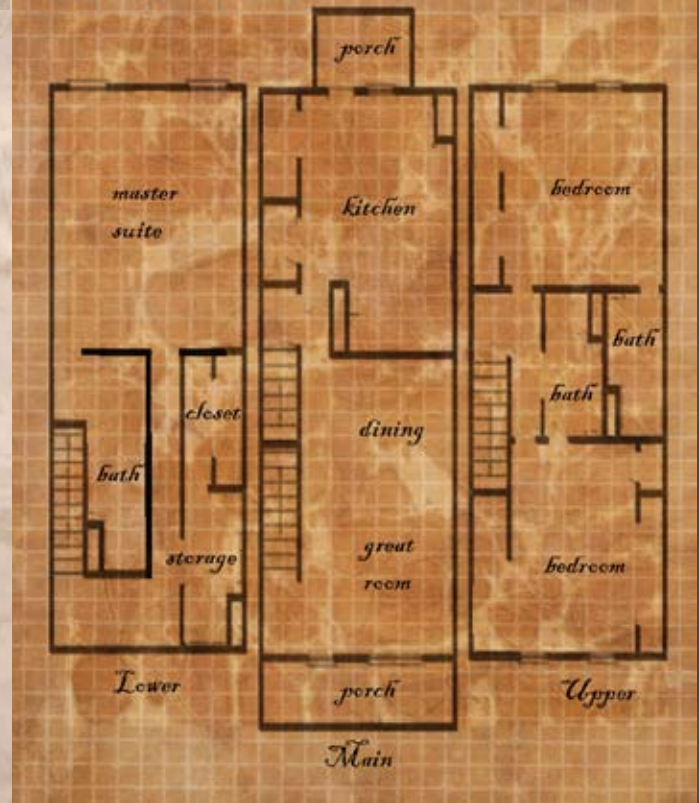 master
suite
closet
bath
storage
Lower
porch
kitchen
dining
great
room
porch
Main
bedroom
bath
bath
bedroom
Upper